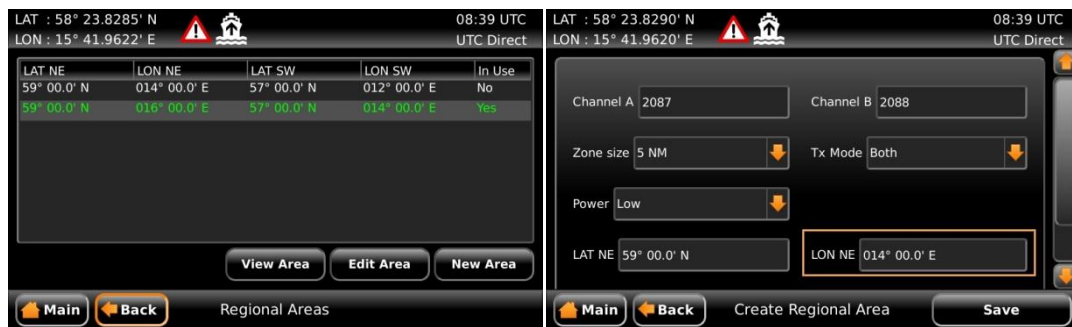 LAT : 58° 23.8285' N
LON : 15° 41.9622' E
08:39 UTC
UTC Direct
LAT NE LON NE LAT SW LON SW In Use
59° 00.0' N 014° 00.0' E 57° 00.0' N 012° 00.0' E No
59° 00.0' N 016° 00.0' E 57° 00.0' N 014° 00.0' E Yes
View Area Edit Area New Area
Main Back Regional Areas
LAT : 58° 23.8290' N
LON : 15° 41.9620' E
08:39 UTC
UTC Direct
Channel A 2087 Channel B 2088
Zone size 5 NM Tx Mode Both
Power Low
LAT NE 59° 00.0' N LON NE 014° 00.0' E
Main Back Create Regional Area Save